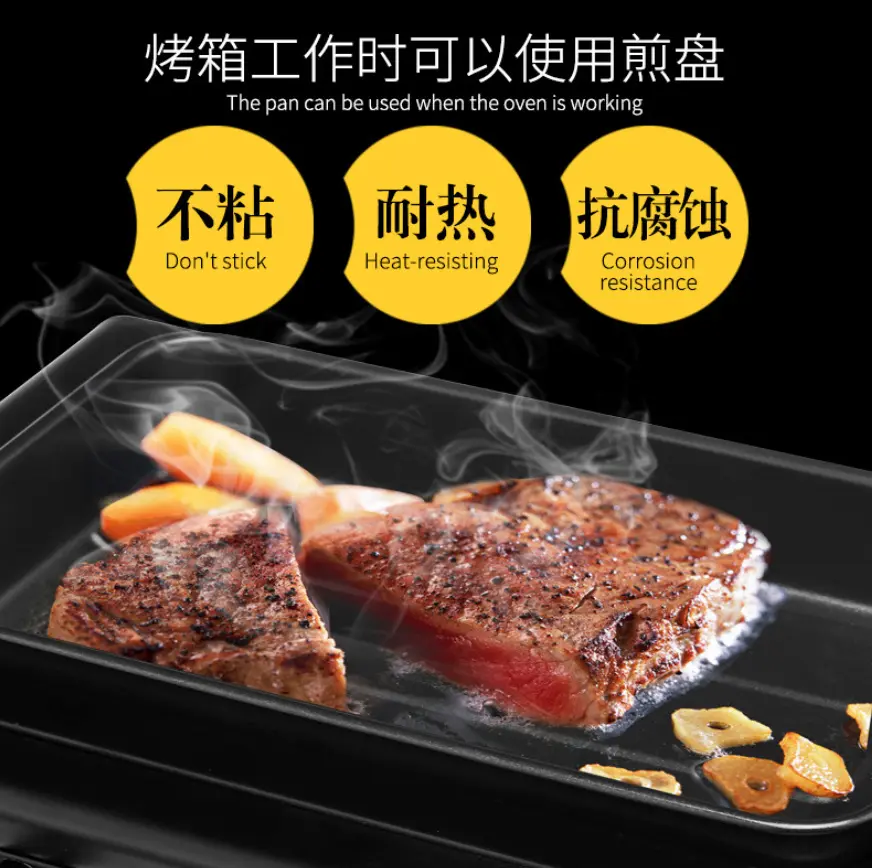 烤箱工作时可以使用煎盘
The pan can be used when the oven is working
不粘
Don't stick
耐热
Heat-resisting
抗腐蚀
Corrosion
resistance